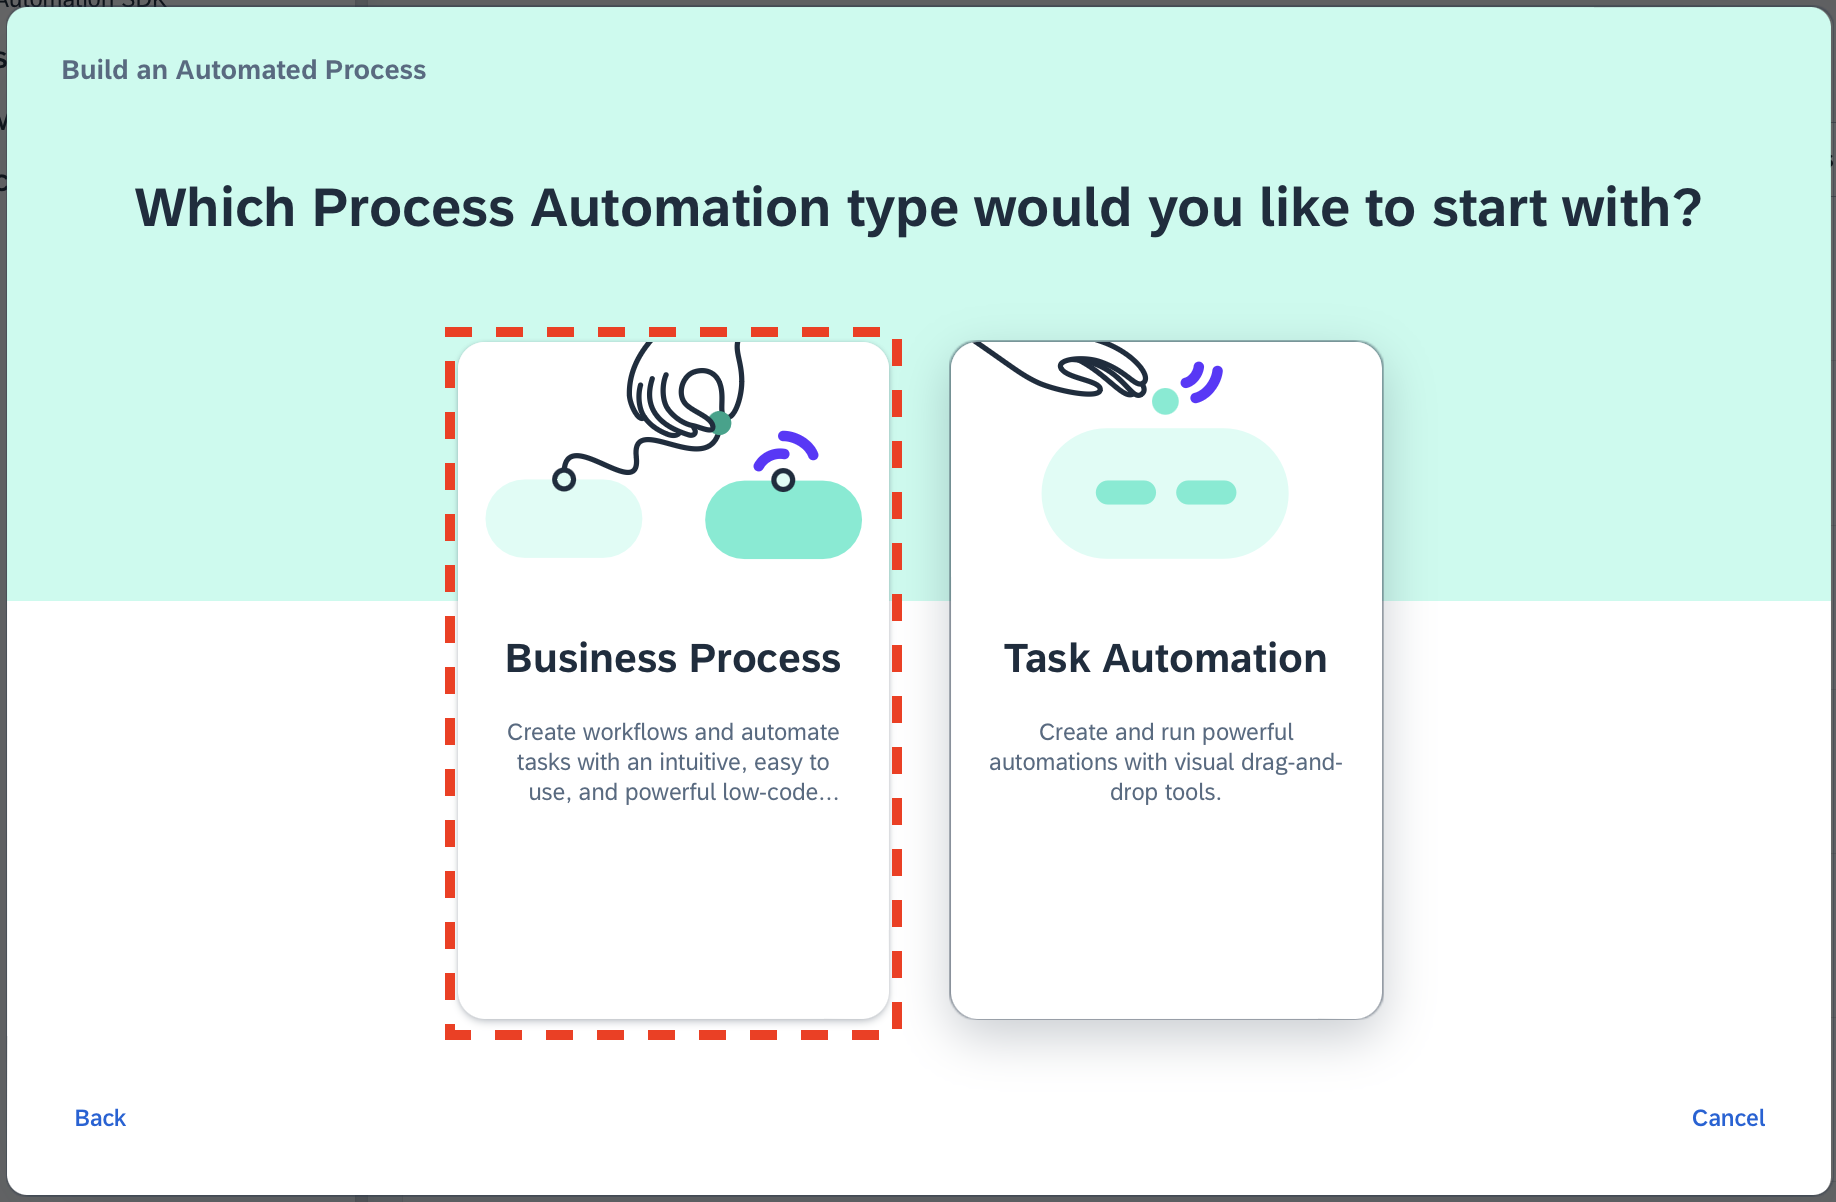 Automation SDK
Build an Automated Process
Which Process Automation type would you like to start with?
Business Process
Create workflows and automate
tasks with an intuitive, easy to
use, and powerful low-code...
Task Automation
Create and run powerful
automations with visual drag-and-
drop tools.
Back
Cancel